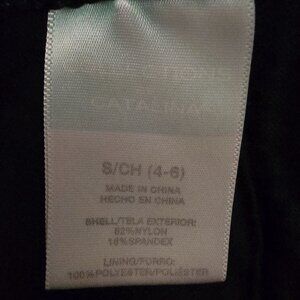 CATALINA
S/CH (4-6)
MADE IN CHINA
HECHO EN CHINA
SHELL/TELA EXTERIOR:
82%NYLON
18%SPANDEX
LINING/FORRO:
100%POLYESTER/POLIÉSTER